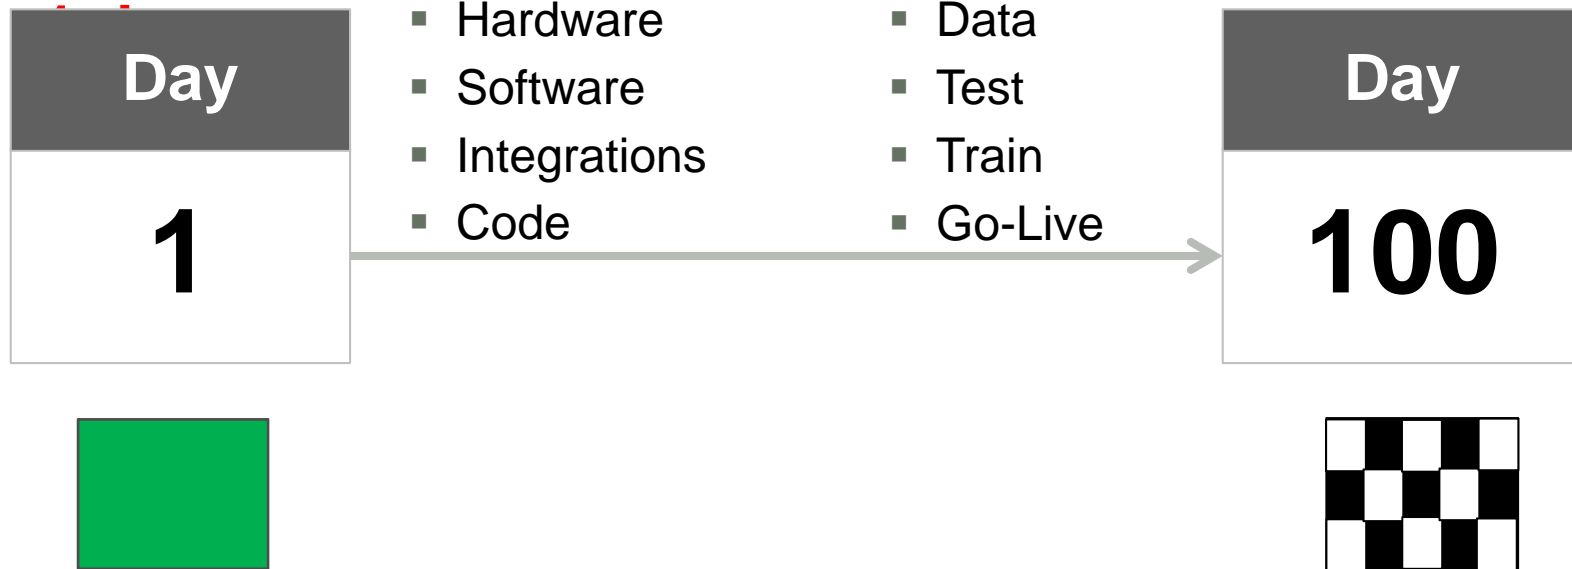 Day
1
Hardware
Software
Integrations
Code
Data
Test
Train
Go-Live
Day
100